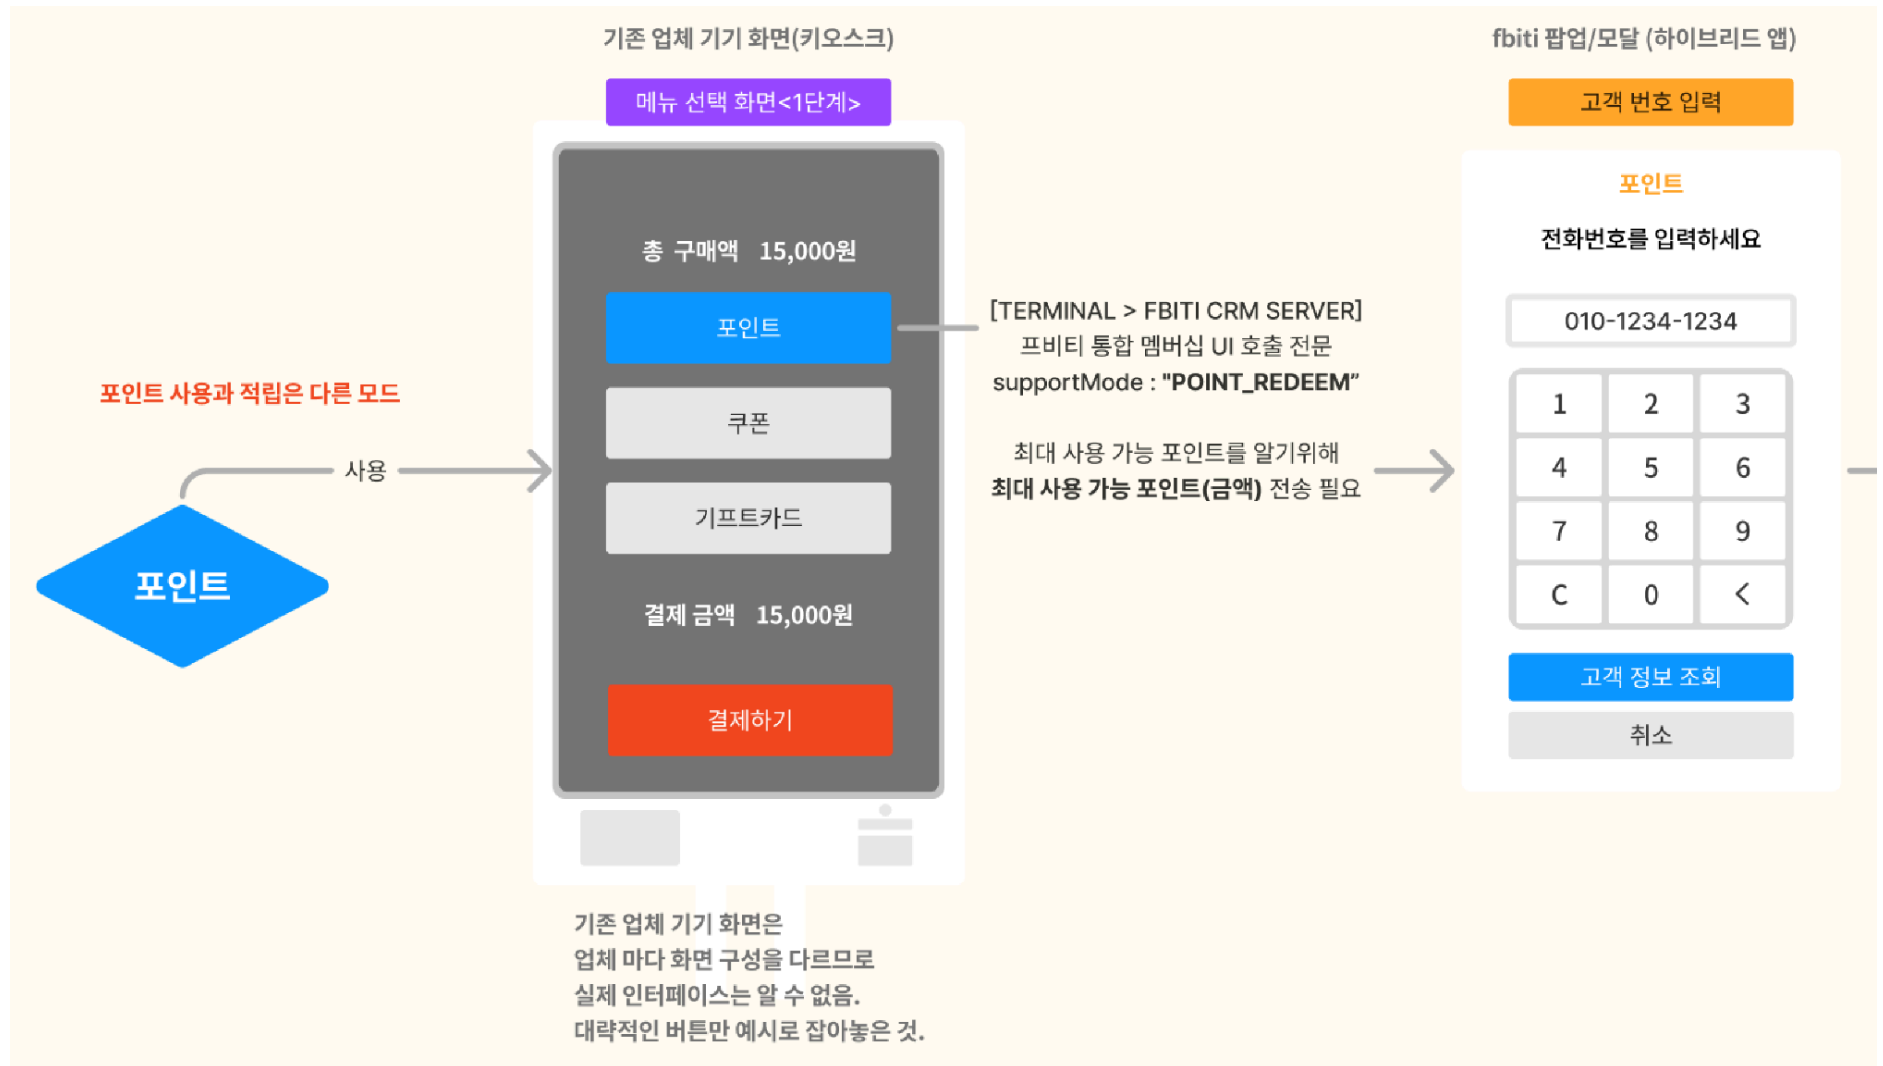 기존 업체 기기 화면(키오스크)
메뉴 선택 화면<1단계>
포인트 사용과 적립은 다른 모드
사용
포인트
총 구매액 15,000원
포인트
쿠폰
기프트카드
결제 금액 15,000원
결제하기
기존 업체 기기 화면은
업체 마다 화면 구성을 다르므로
실제 인터페이스는 알 수 없음.
대략적인 버튼만 예시로 잡아놓은 것.
[TERMINAL > FBITI CRM SERVER]
프비티 통합 멤버십 UI 호출 전문
supportMode : "POINT_REDEEM"
최대 사용 가능 포인트를 알기위해
최대 사용 가능 포인트(금액) 전송 필요
fbiti 팝업/모달 (하이브리드 앱)
고객 번호 입력
포인트
전화번호를 입력하세요
010-1234-1234
1 2 3
4 5 6
7 8 9
C 0 <
고객 정보 조회
취소